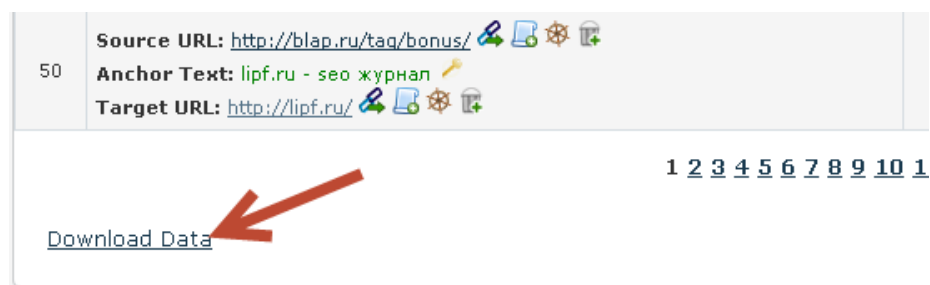 Source URL: http://blap.ru/tag/bonus/
50
Anchor Text: lipf.ru - seo журнал
Target URL: http://lipf.ru/
1 2 3 4 5 6 7 8 9 10 1
Download Data